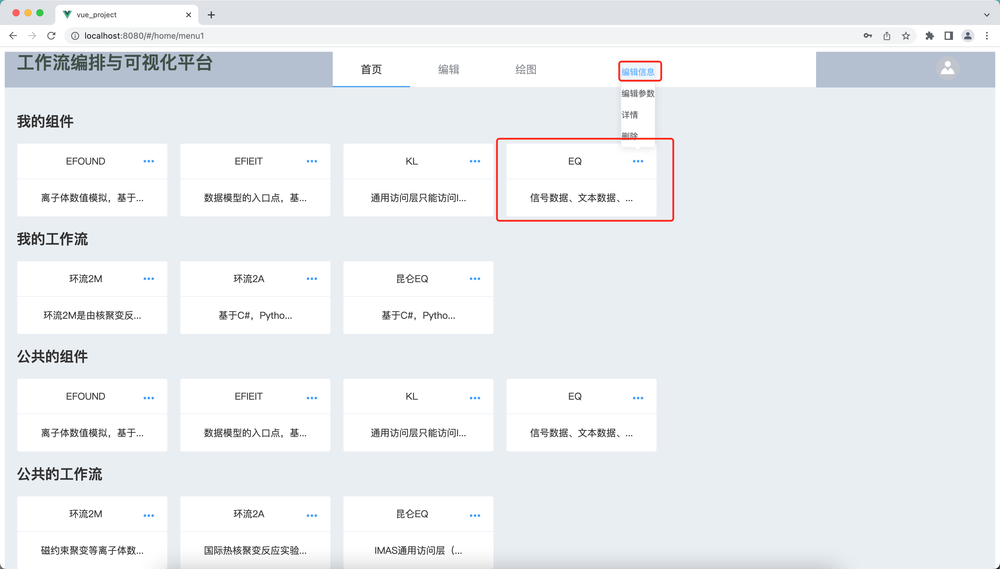 vue_project
localhost:8080/#/home/menu1
工作流编排与可视化平台
首页
编辑
绘图
编辑信息
编辑参数
详情
删除
我的组件
EFOUND
EFIEIT
KL
EQ
离子体数值模拟，基于...
数据模型的入口点，基...
通用访问层只能访问I...
信号数据、文本数据、...
我的工作流
环流2M
环流2A
昆仑EQ
环流2M是由核聚变反...
基于C#，Pytho...
基于C#，Pytho...
公共的组件
EFOUND
EFIEIT
KL
EQ
离子体数值模拟，基于...
数据模型的入口点，基...
通用访问层只能访问I...
信号数据、文本数据、...
公共的工作流
环流2M
环流2A
昆仑EQ
磁约束聚变等离子体数...
国际热核聚变反应实验...
IMAS通用访问层（...